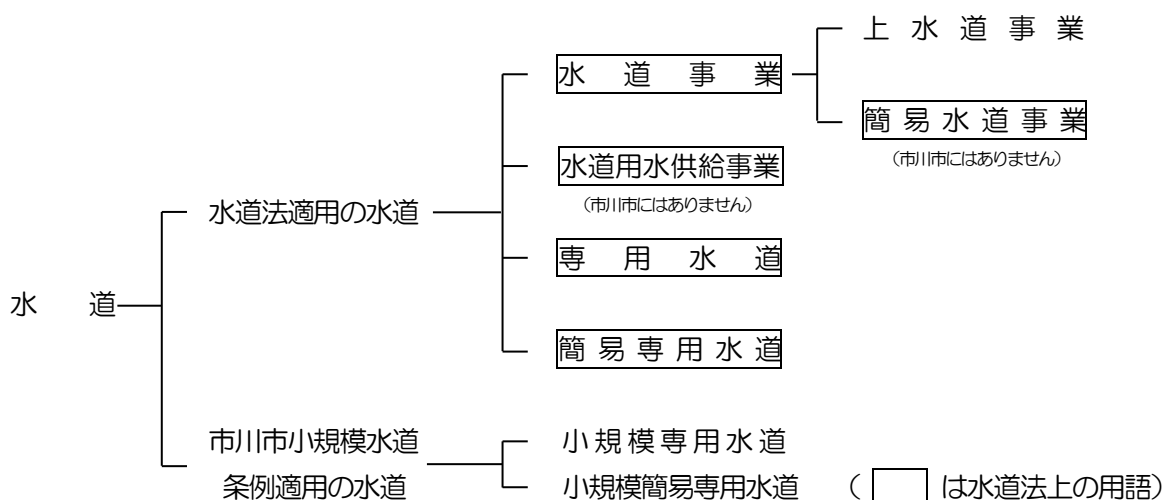 上水道事業
水道事業
簡易水道事業
(市川市にはありません)
水道用水供給事業
(市川市にはありません)
水道法適用の水道
専用水道
水道
簡易専用水道
市川市小規模水道
条例適用の水道
小規模専用水道
小規模簡易専用水道
( は水道法上の用語)